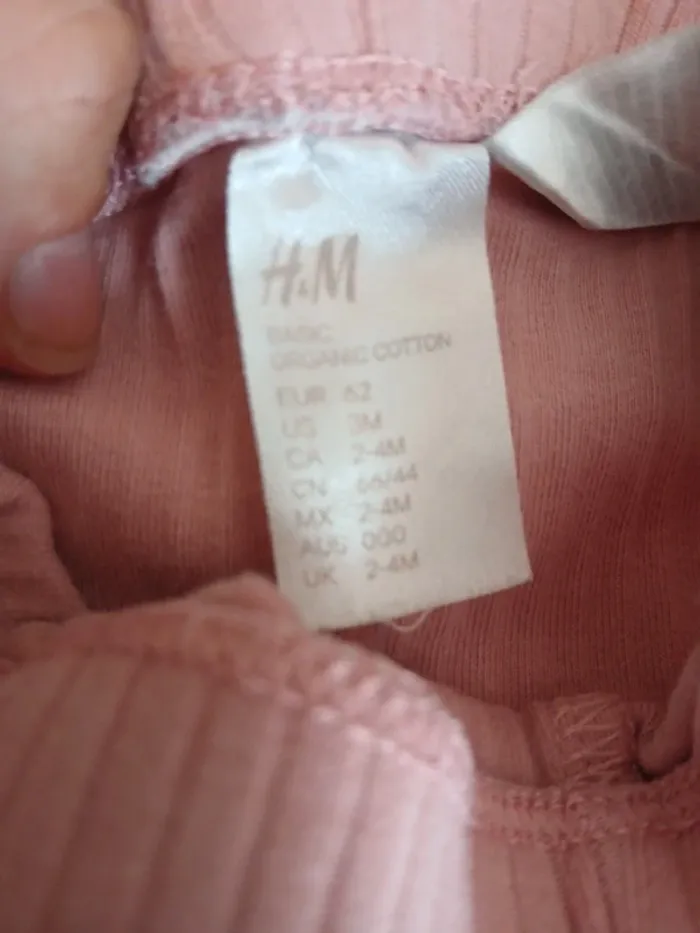 H&M
BASIC
ORGANIC COTTON
EUR 62
US 3M
CA 2-4M
CN 66/44
MX 2-4M
AUS 000
UK 2-4M